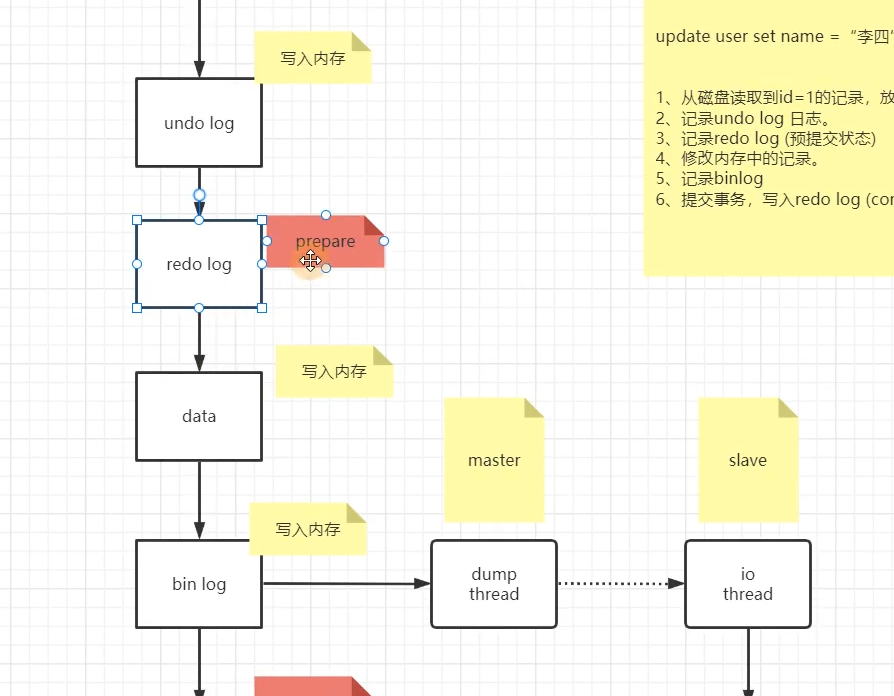 update user set name = “李四”
写入内存
undo log
1、从磁盘读取到id=1的记录，放
2、记录undo log 日志。
3、记录redo log (预提交状态)
4、修改内存中的记录。
5、记录binlog
6、提交事务，写入redo log (co
prepare
redo log
写入内存
data
master
slave
写入内存
bin log
dump
thread
io
thread